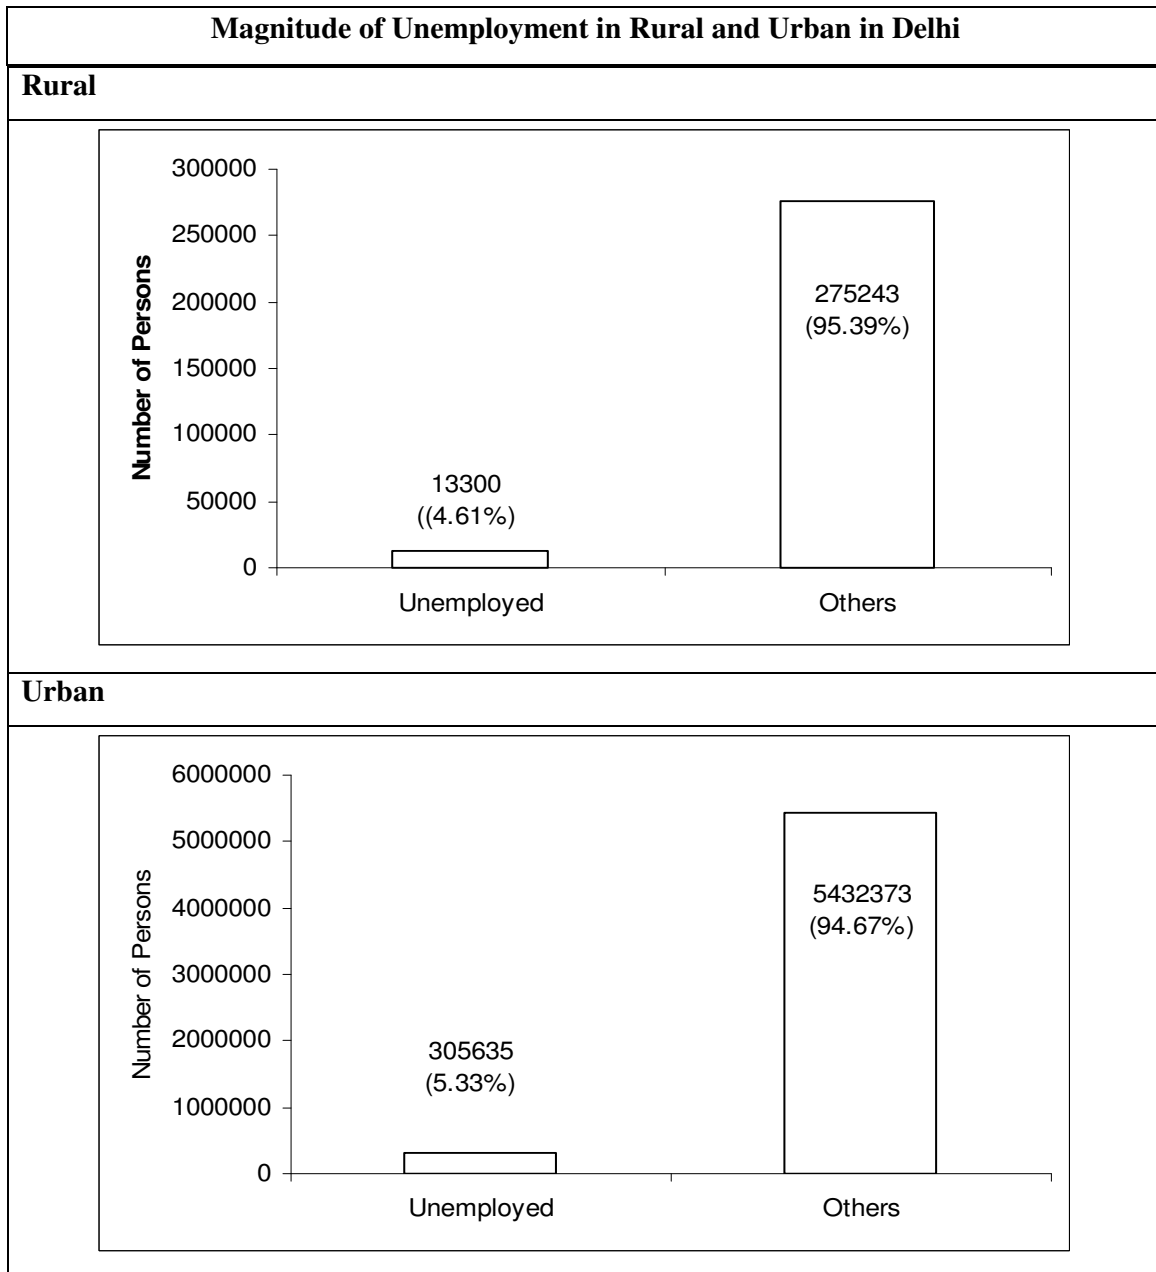 Magnitude of Unemployment in Rural and Urban in Delhi
Rural
Number of Persons
300000
250000
200000
150000
100000
50000
0
275243
(95.39%)
13300
((4.61%)
Unemployed
Others
Urban
Number of Persons
6000000
5000000
4000000
3000000
2000000
1000000
0
5432373
(94.67%)
305635
(5.33%)
Unemployed
Others